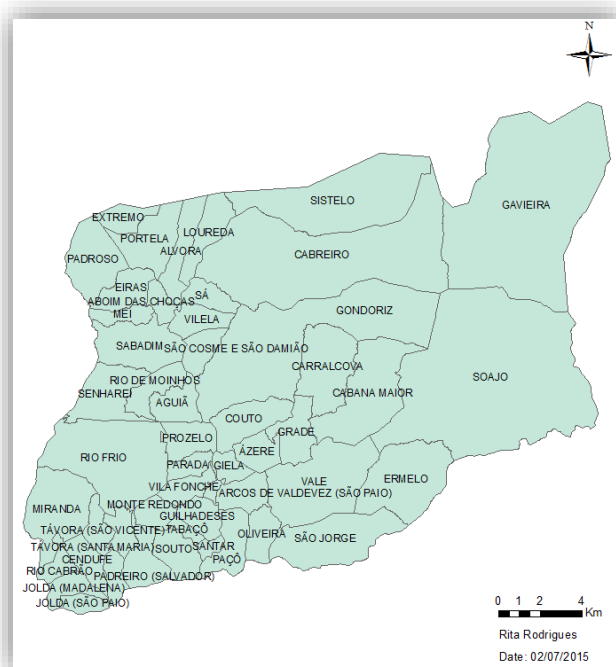 N
GAVIEIRA
SISTELO
EXTREMO
LOUREDA
PORTELA
ALVORA
CABREIRO
PADROSO
EIRAS
SÁ
ABOIM DAS CHOÇAS
GONDORIZ
MEI
VILELA
SABADIM
SÃO COSME E SÃO DAMIÃO
CARRALCOVA
SOAJO
RIO DE MOINHOS
SENHAREI
CABANA MAIOR
AGUIÃ
COUTO
GRADE
PROZELO
ÁZERE
RIO FRIO
PARADA
GIELA
VALE
ERMELO
VILA FONCHE
ARCOS DE VALDEVEZ (SÃO PAIO)
MONTE REDONDO
MIRANDA
GUILHADESES
TÁVORA (SÃO VICENTE)
TABAÇÔ
OLIVEIRA
SÃO JORGE
TÁVORA (SANTA MARIA)
SOUTO
SANTAR
CENDUFE
PAÇÔ
RIO CABRÃO
PADREIRO (SALVADOR)
JOLDA (MADALENA)
JOLDA (SÃO PAIO)
0 1 2 4
Km
Rita Rodrigues
Date: 02/07/2015